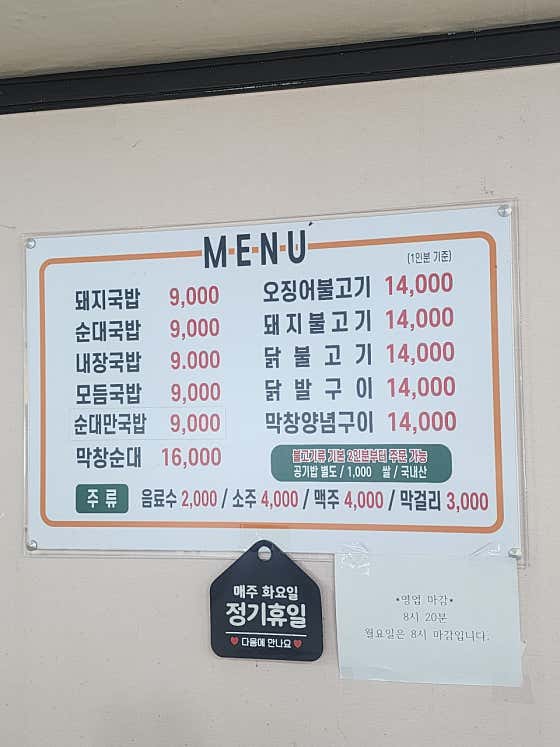 MENU
(1인분 기준)
돼지국밥 9,000
순대국밥 9,000
내장국밥 9.000
모듬국밥 9,000
순대만국밥 9,000
막창순대 16,000
오징어불고기 14,000
돼지불고기 14,000
닭불고기 14,000
닭발구이 14,000
막창양념구이 14,000
불고기류 기본 2인분부터 주문 가능
공기밥 별도 / 1,000 쌀 / 국내산
주류 음료수 2,000 / 소주 4,000 / 맥주 4,000 / 막걸리 3,000
매주 화요일
정기휴일
♥ 다음에 만나요 ♥
*영업 마감*
8시 20분
월요일은 8시 마감입니다.